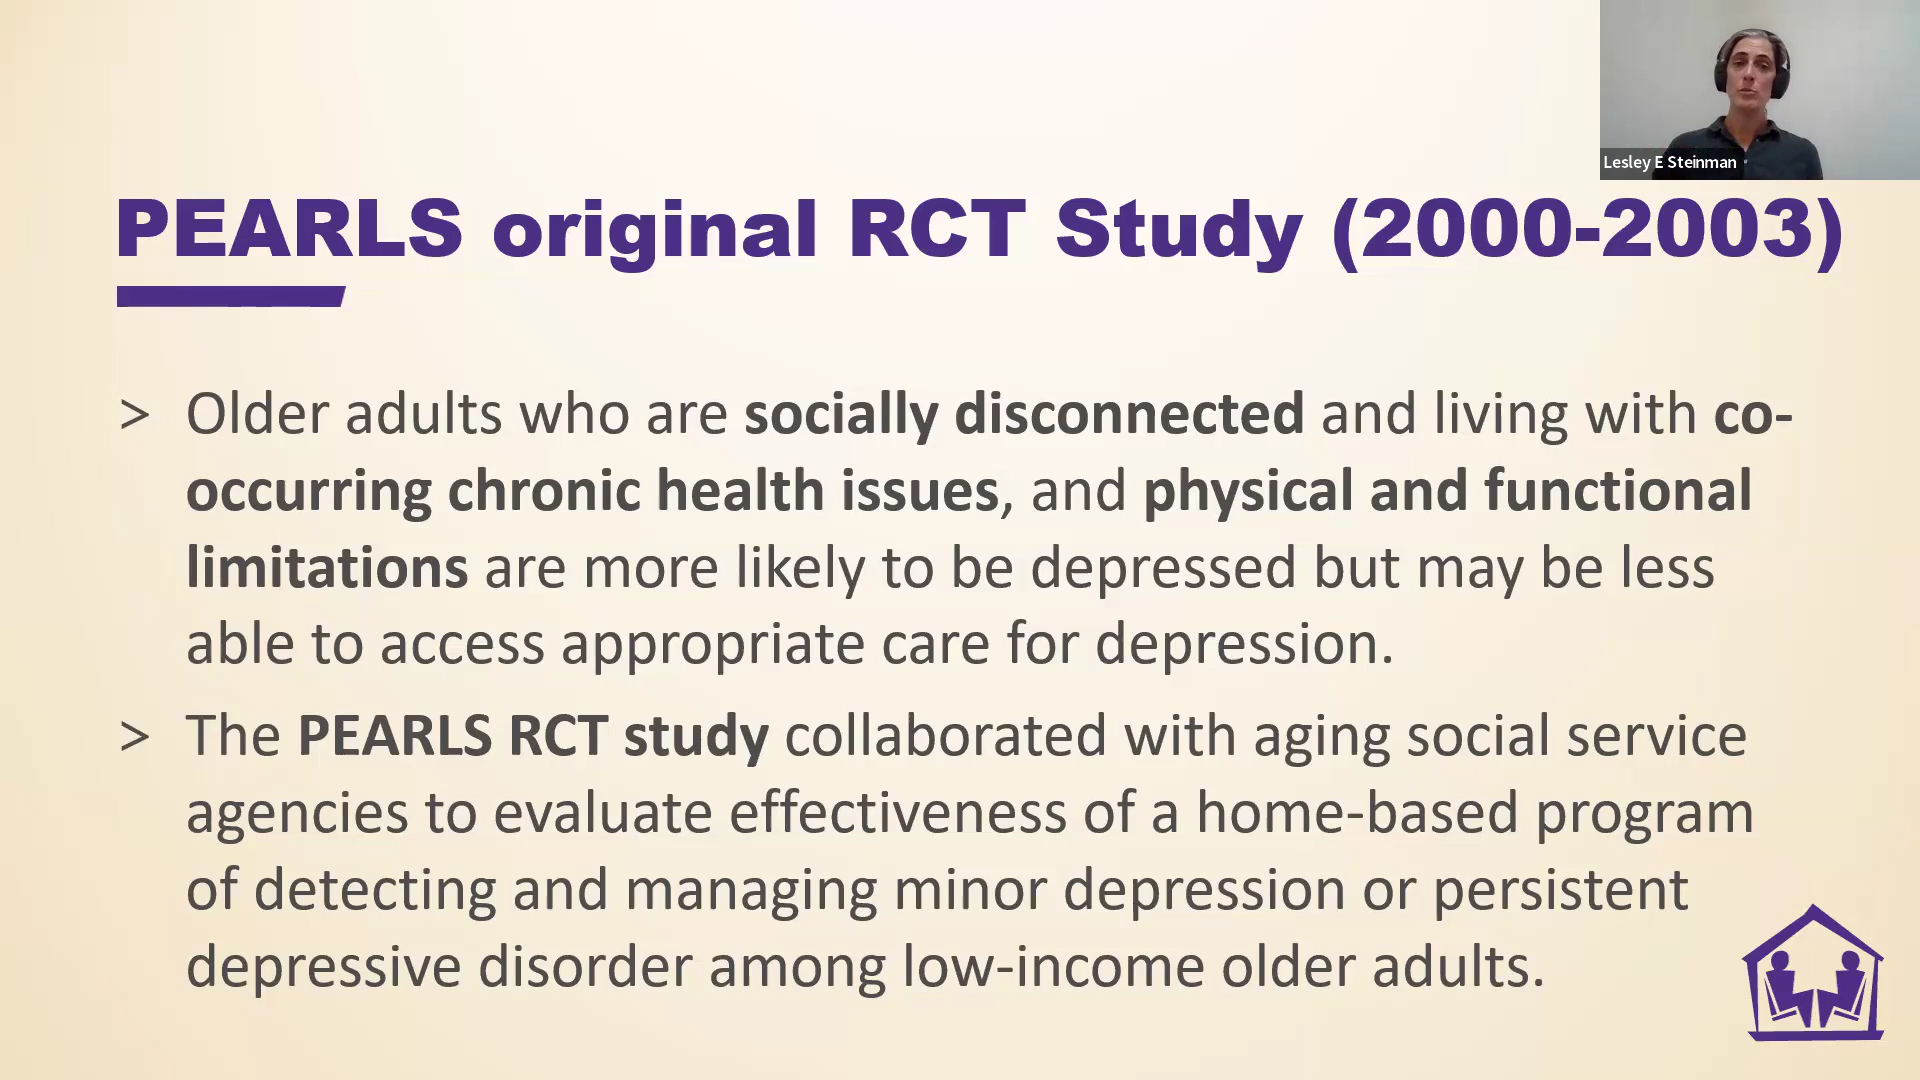 Lesley E Steinman
PEARLS original RCT Study (2000-2003)
> Older adults who are socially disconnected and living with co-
occurring chronic health issues, and physical and functional
limitations are more likely to be depressed but may be less
able to access appropriate care for depression.
> The PEARLS RCT study collaborated with aging social service
agencies to evaluate effectiveness of a home-based program
of detecting and managing minor depression or persistent
depressive disorder among low-income older adults.